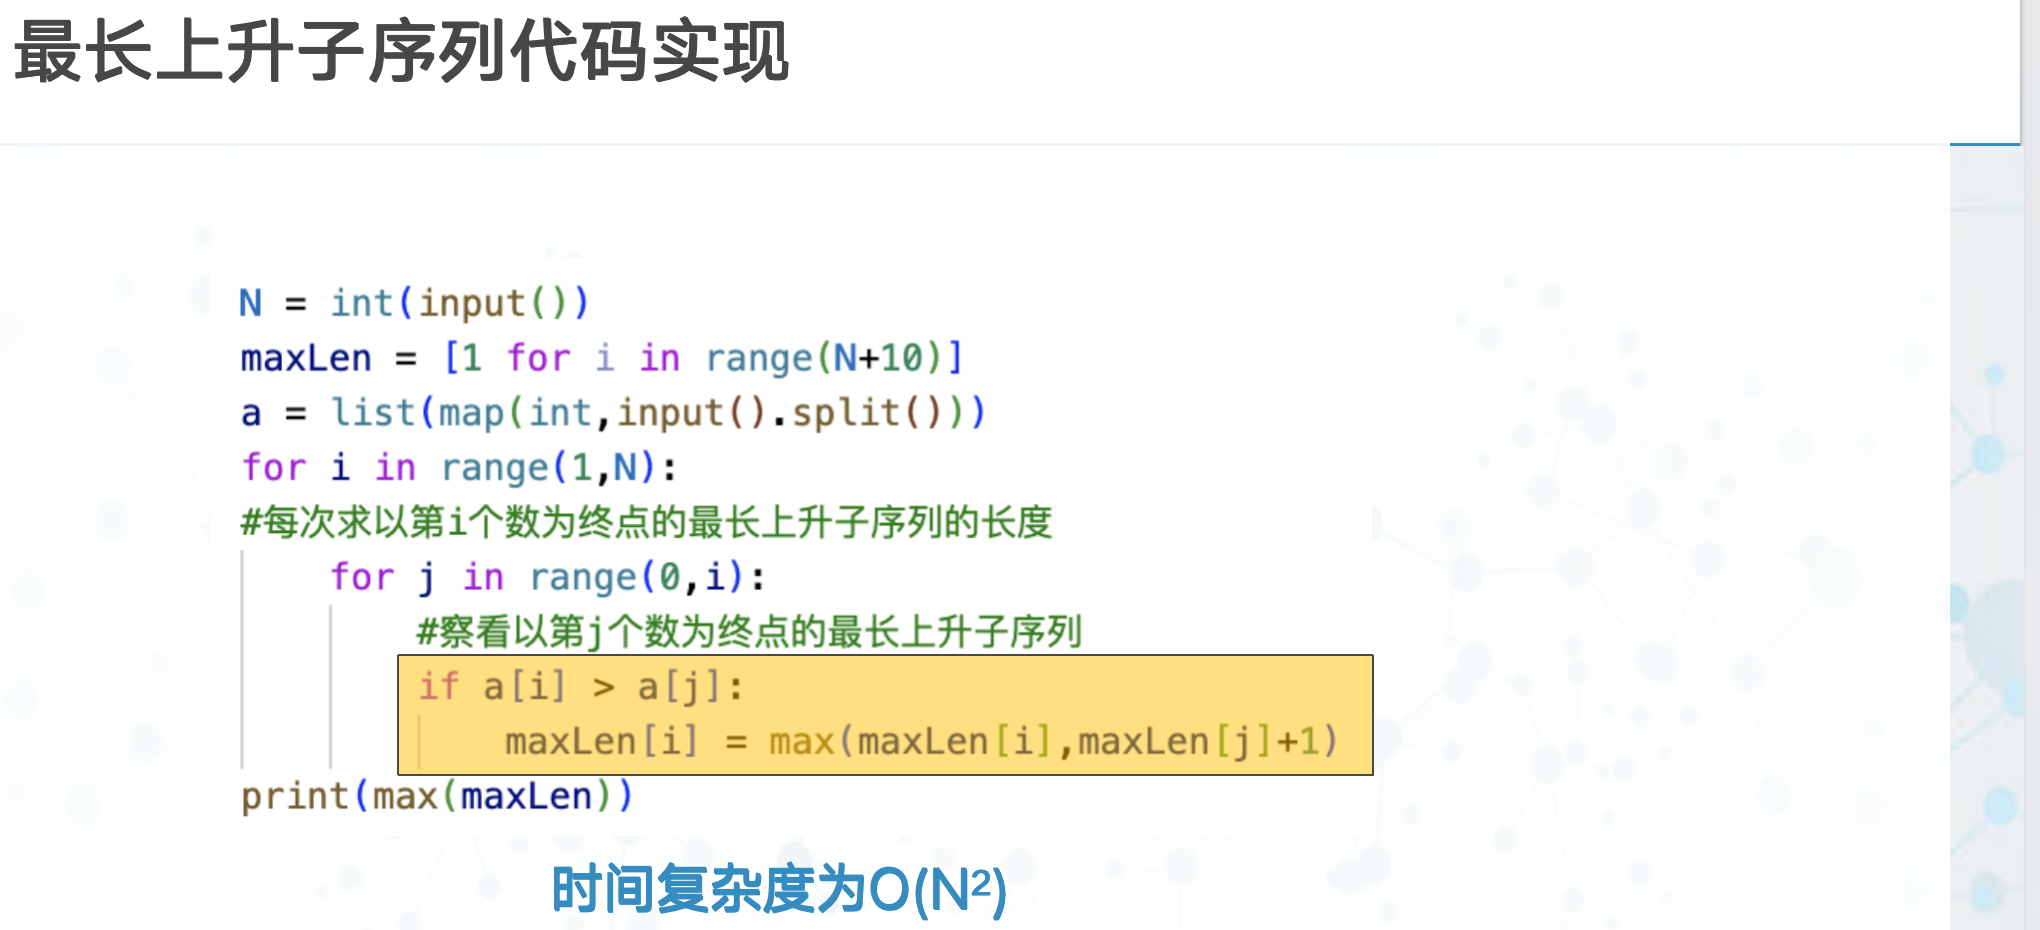 最长上升子序列代码实现
N = int(input())
maxLen = [1 for i in range(N+10)]
a = list(map(int,input().split()))
for i in range(1,N):
#每次求以第i个数为终点的最长上升子序列的长度
    for j in range(0,i):
        #察看以第j个数为终点的最长上升子序列
        if a[i] > a[j]:
            maxLen[i] = max(maxLen[i],maxLen[j]+1)
print(max(maxLen))
时间复杂度为O(N²)